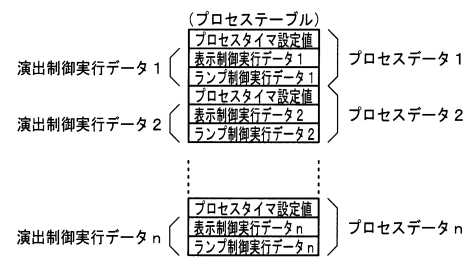 (プロセステーブル)
プロセスタイマ設定値
表示制御実行データ1
ランプ制御実行データ1
演出制御実行データ1
プロセスデータ1
プロセスタイマ設定値
表示制御実行データ2
ランプ制御実行データ2
演出制御実行データ2
プロセスデータ2
プロセスタイマ設定値
表示制御実行データn
ランプ制御実行データn
演出制御実行データn
プロセスデータn